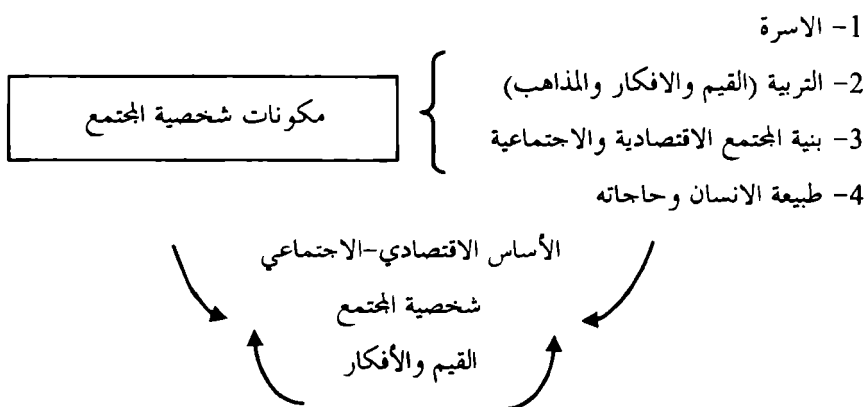 1- الاسرة
2- التربية (القيم والافكار والمذاهب)
مكونات شخصية المجتمع
3- بنية المجتمع الاقتصادية والاجتماعية
4- طبيعة الانسان وحاجاته
الأساس الاقتصادي-الاجتماعي
شخصية المجتمع
القيم والأفكار